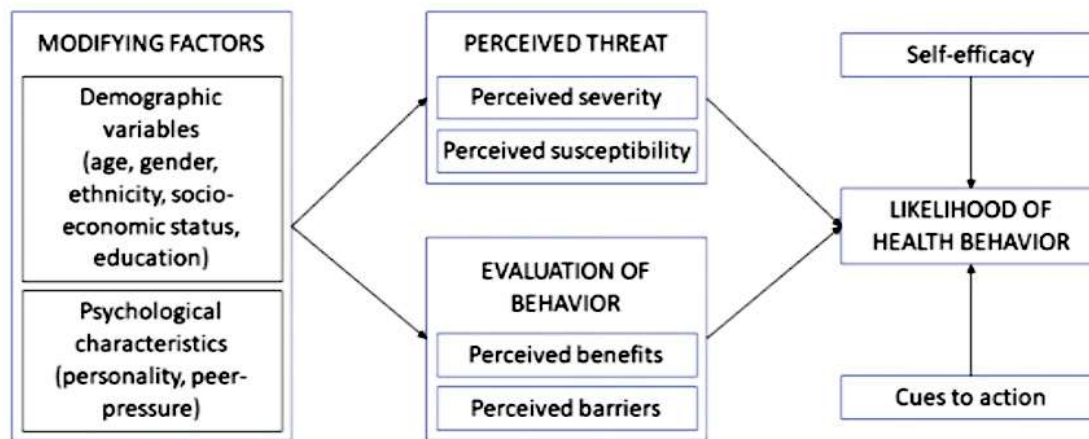 MODIFYING FACTORS
Demographic
variables
(age, gender,
ethnicity, socio-
economic status,
education)
Psychological
characteristics
(personality, peer-
pressure)
PERCEIVED THREAT
Perceived severity
Perceived susceptibility
EVALUATION OF
BEHAVIOR
Perceived benefits
Perceived barriers
Self-efficacy
LIKELIHOOD OF
HEALTH BEHAVIOR
Cues to action